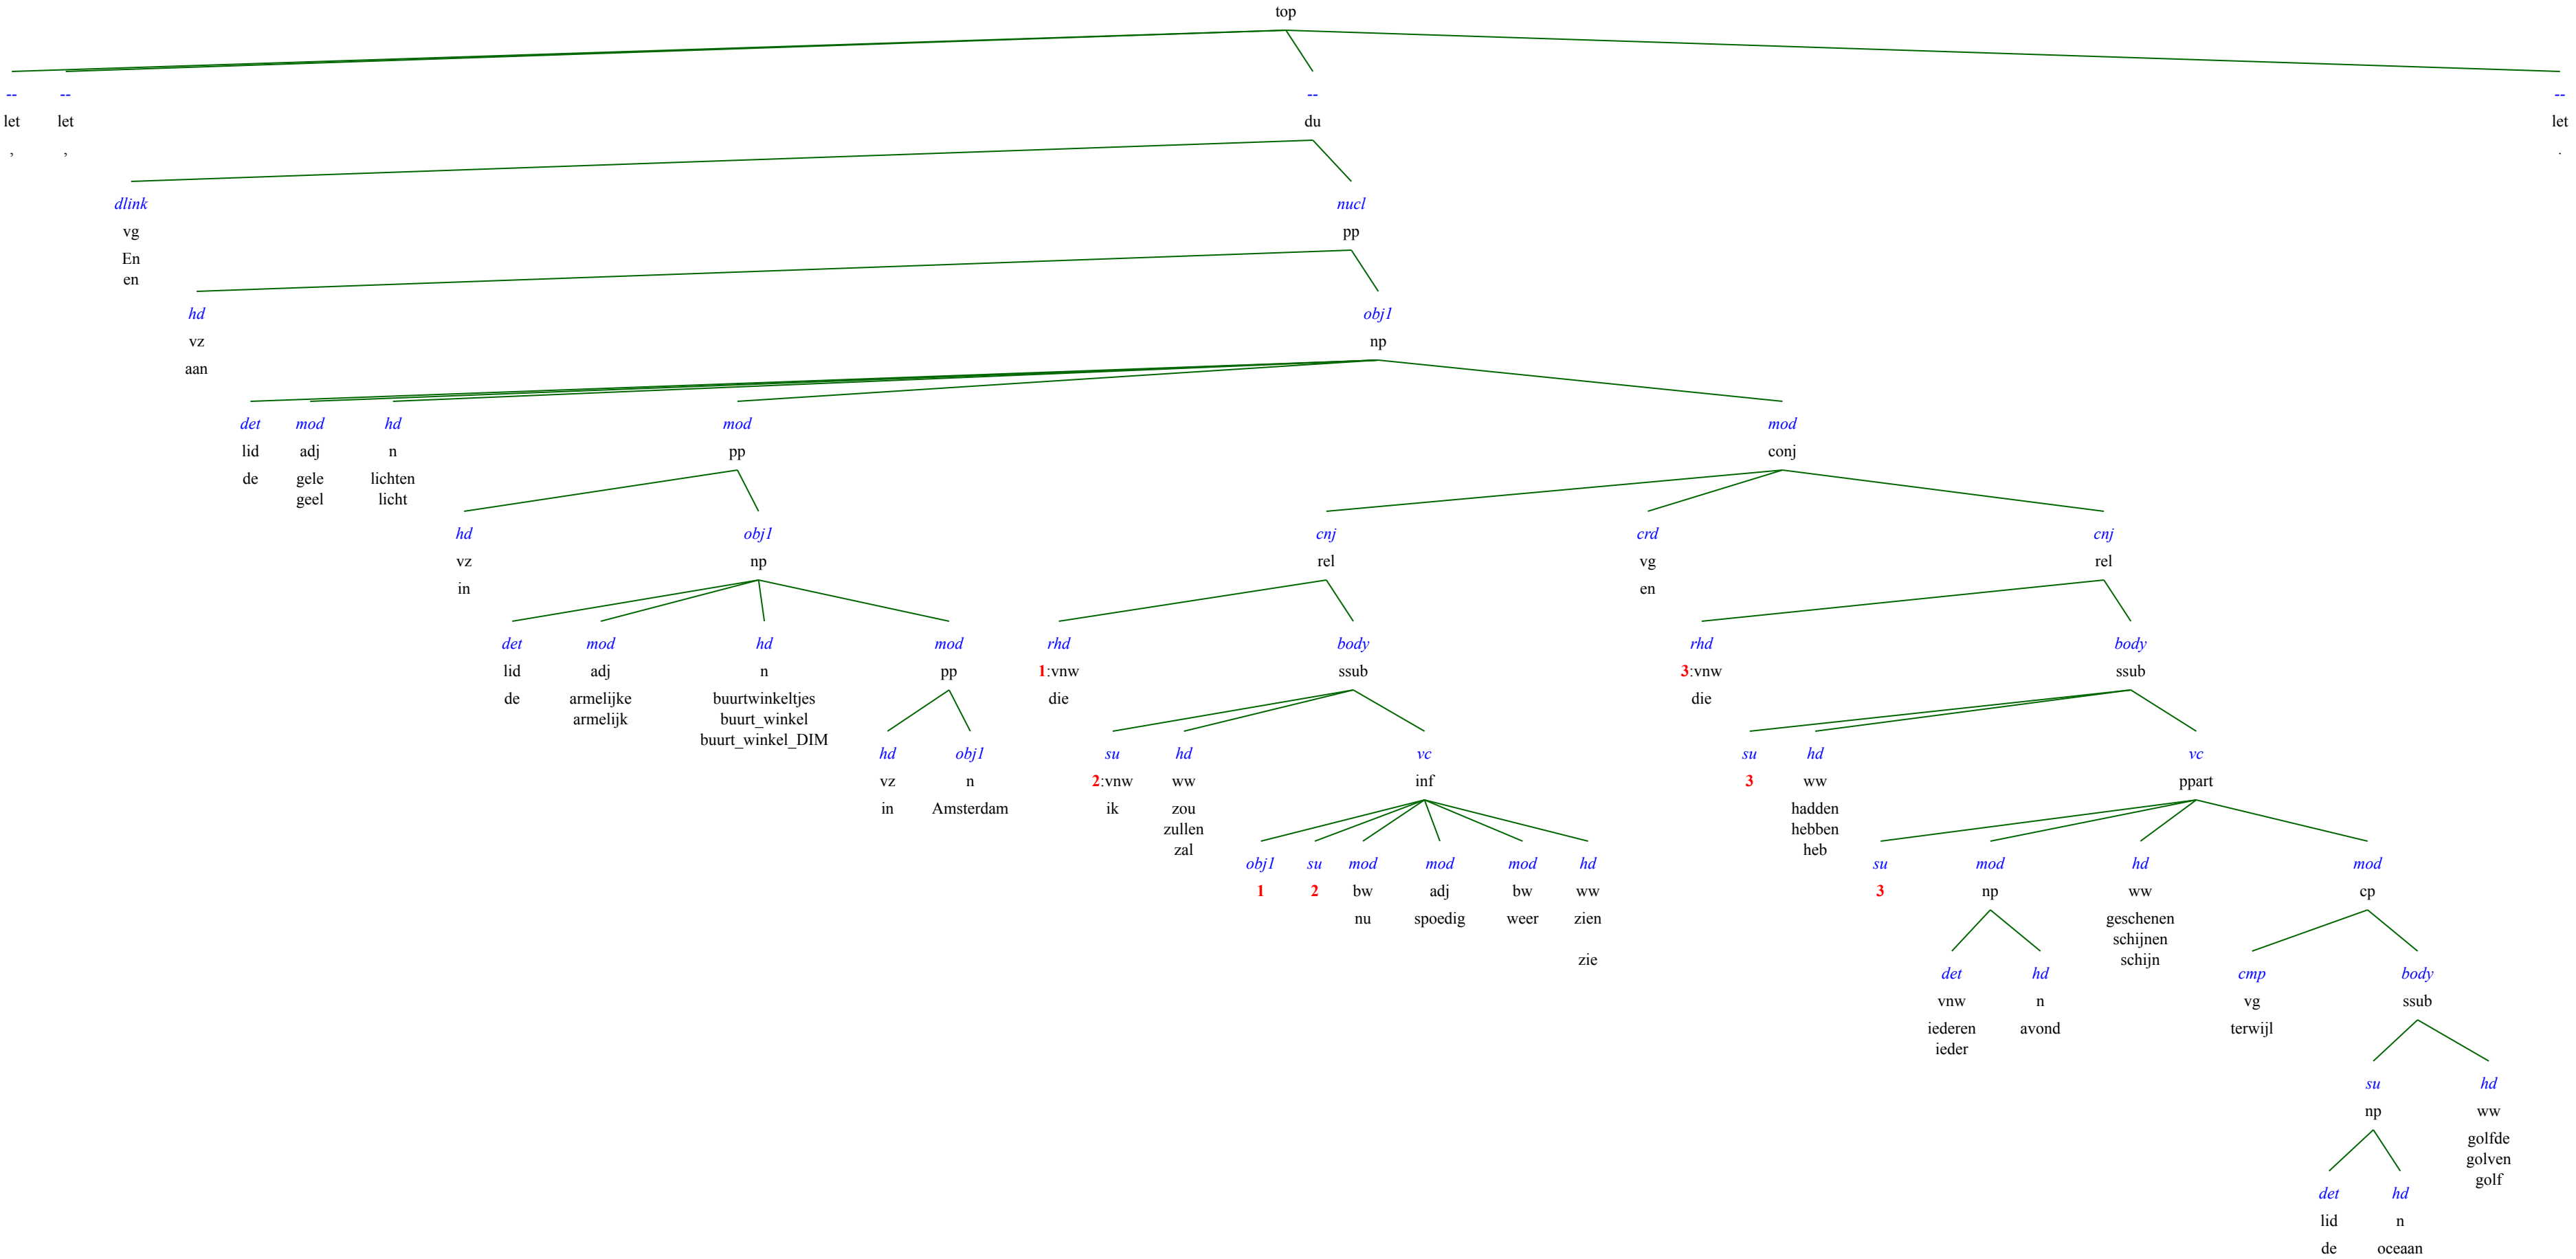 top
-- -- -- --
let let du let
, , .
dlink nucl
vg pp
En
en
hd obj1
vz np
aan
det mod hd mod mod
lid adj n pp conj
de gele lichten
geel licht
hd obj1 cnj crd cnj
vz np rel vg rel
in en
det mod hd mod rhd body rhd body
lid adj n pp 1:vnw ssub 3:vnw ssub
de armelijke buurtwinkeltjes die die
armelijk buurt_winkel
buurt_winkel_DIM
hd obj1 su hd vc su hd vc
vz n 2:vnw ww inf 3 ww ppart
in Amsterdam ik zou hadden
zullen hebben
zal heb
obj1 su mod mod mod hd su mod hd mod
1 2 bw adj bw ww 3 np ww cp
nu spoedig weer zien geschenen
schijnen
zie schijn
det hd cmp body
vnw n vg ssub
iederen avond terwijl
ieder
su hd
np ww
golfde
golven
golf
det hd
lid n
de oceaan